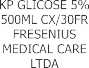 KP GLICOSE 5%
500ML CX/30FR
FRESENIUS
MEDICAL CARE
LTDA